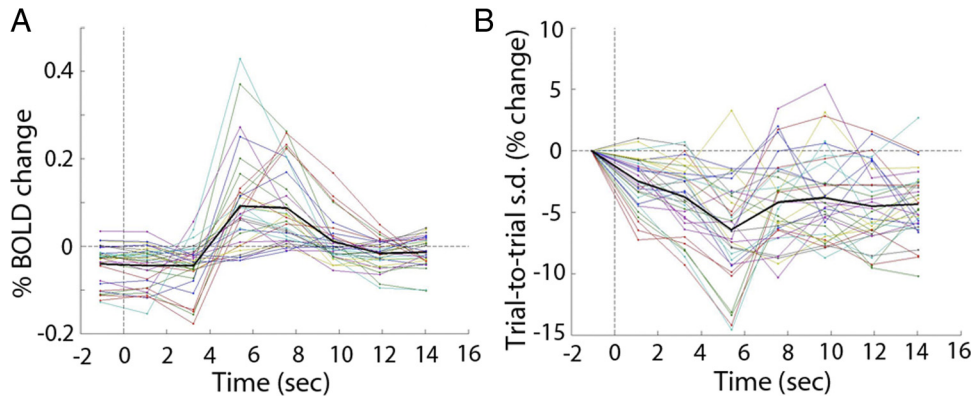 A
% BOLD change
0.4
0.2
0
-0.2
-2 0 2 4 6 8 10 12 14 16
Time (sec)
B
Trial-to-trial s.d. (% change)
10
5
0
-5
-10
-15
-2 0 2 4 6 8 10 12 14 16
Time (sec)